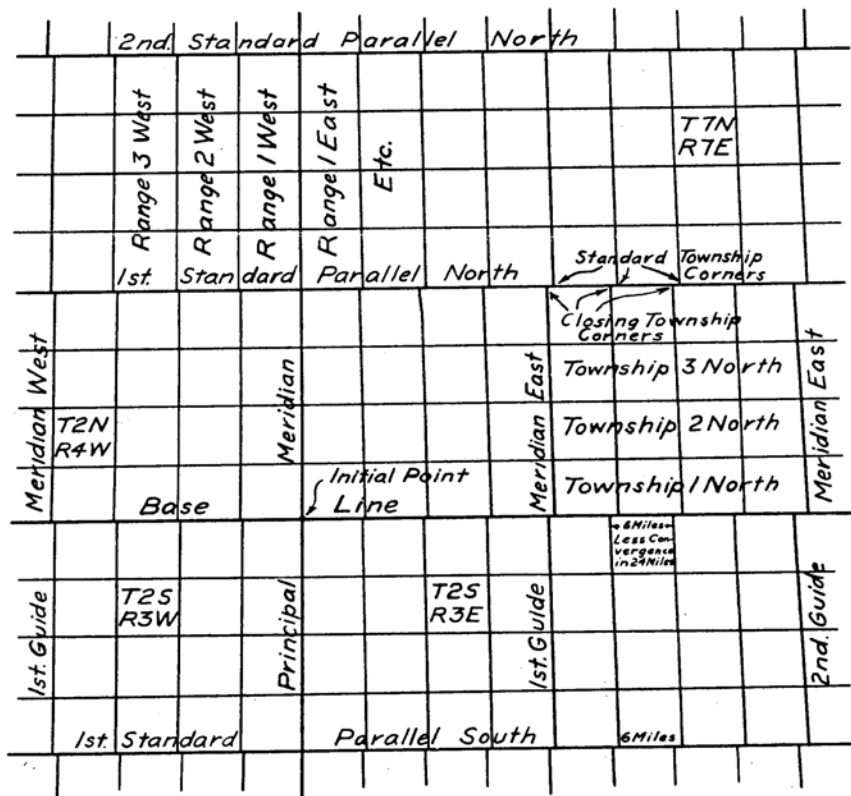 2nd. Standard Parallel North
Range 3 West
Range 2 West
Range 1 West
Range 1 East
Etc.
T7N
R7E
1st. Standard Parallel North
Standard Township
Corners
Closing Township
Corners
Meridian West
Meridian
Meridian East
Township 3 North
Meridian East
T2N
R4W
Township 2 North
Initial Point
Township 1 North
Base Line
6 Miles
Less Con-
vergence
in 24 Miles
1st. Guide
T2S
R3W
Principal
T2S
R3E
1st. Guide
2nd. Guide
1st. Standard Parallel South
6 Miles